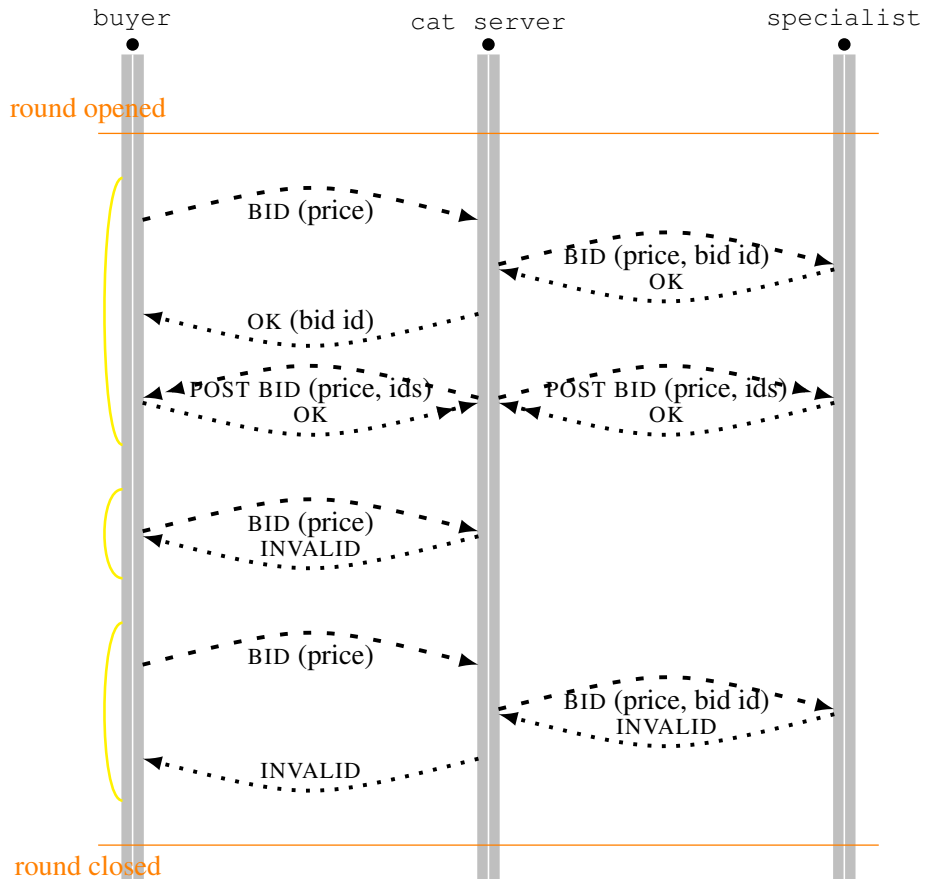 buyer
cat server
specialist
round opened
BID (price)
BID (price, bid id)
OK
OK (bid id)
POST BID (price, ids)
OK
POST BID (price, ids)
OK
BID (price)
INVALID
BID (price)
BID (price, bid id)
INVALID
INVALID
round closed